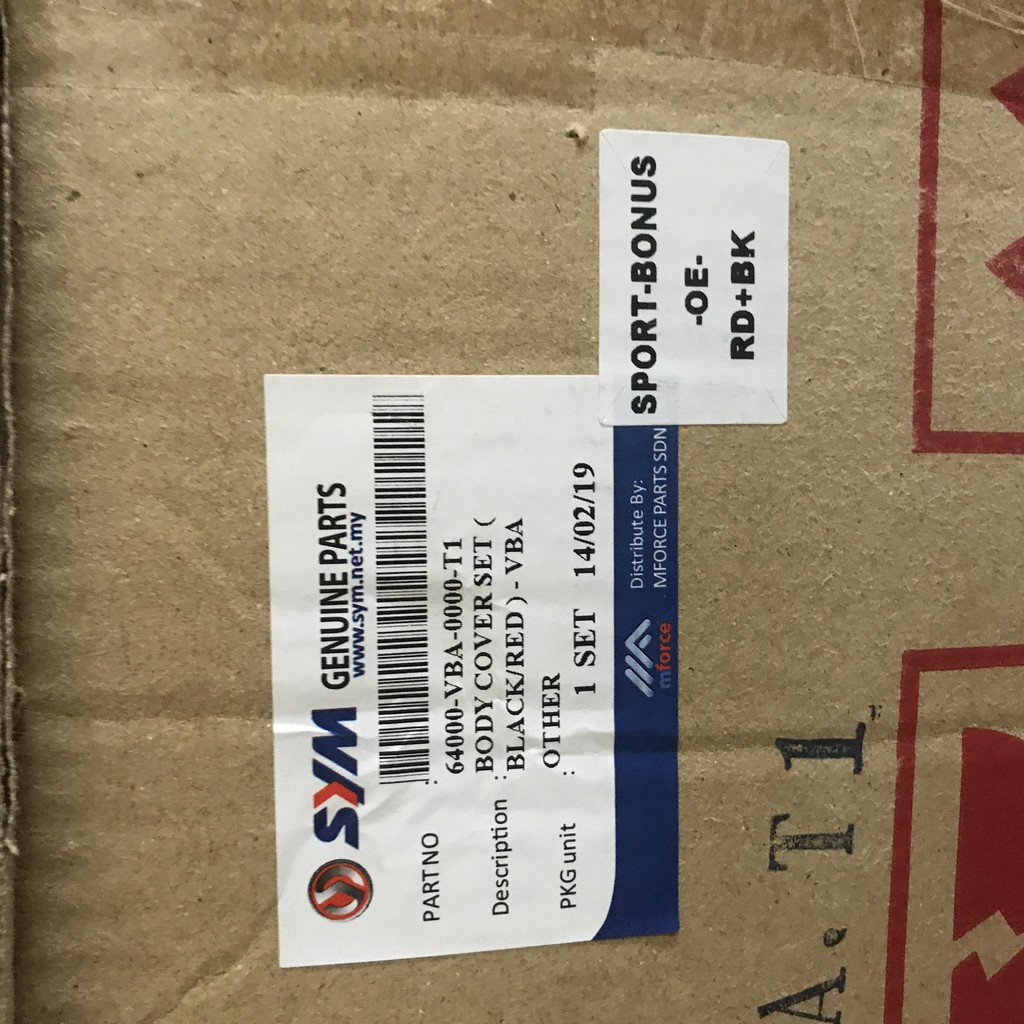 SYM GENUINE PARTS
www.sym.net.my
PART NO : 64000-VBA-0000-T1
Description : BODY COVER SET (
BLACK/RED ) - VBA
OTHER
PKG unit : 1 SET 14/02/19
mforce
Distribute By:
MFORCE PARTS SDN
SPORT-BONUS
-OE-
RD+BK
A. T1